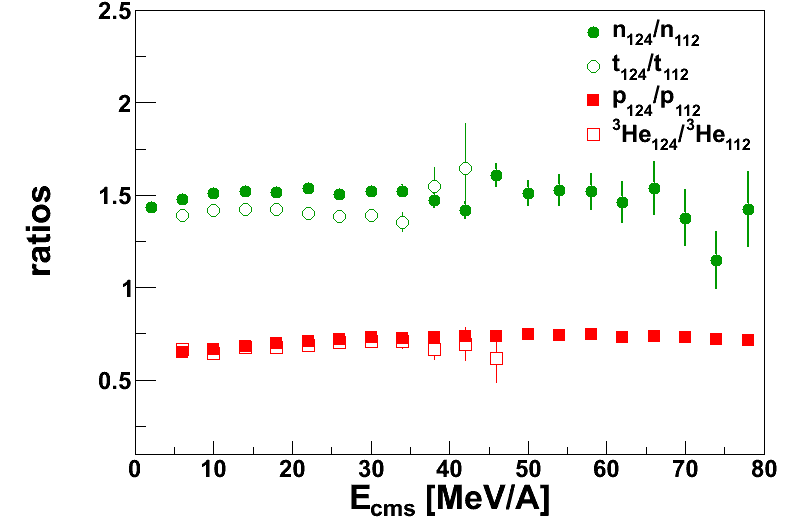 2.5
n124/n112
t124/t112
2
p124/p112
3He124/3He112
1.5
ratios
1
0.5
0 10 20 30 40 50 60 70 80
Ecms [MeV/A]